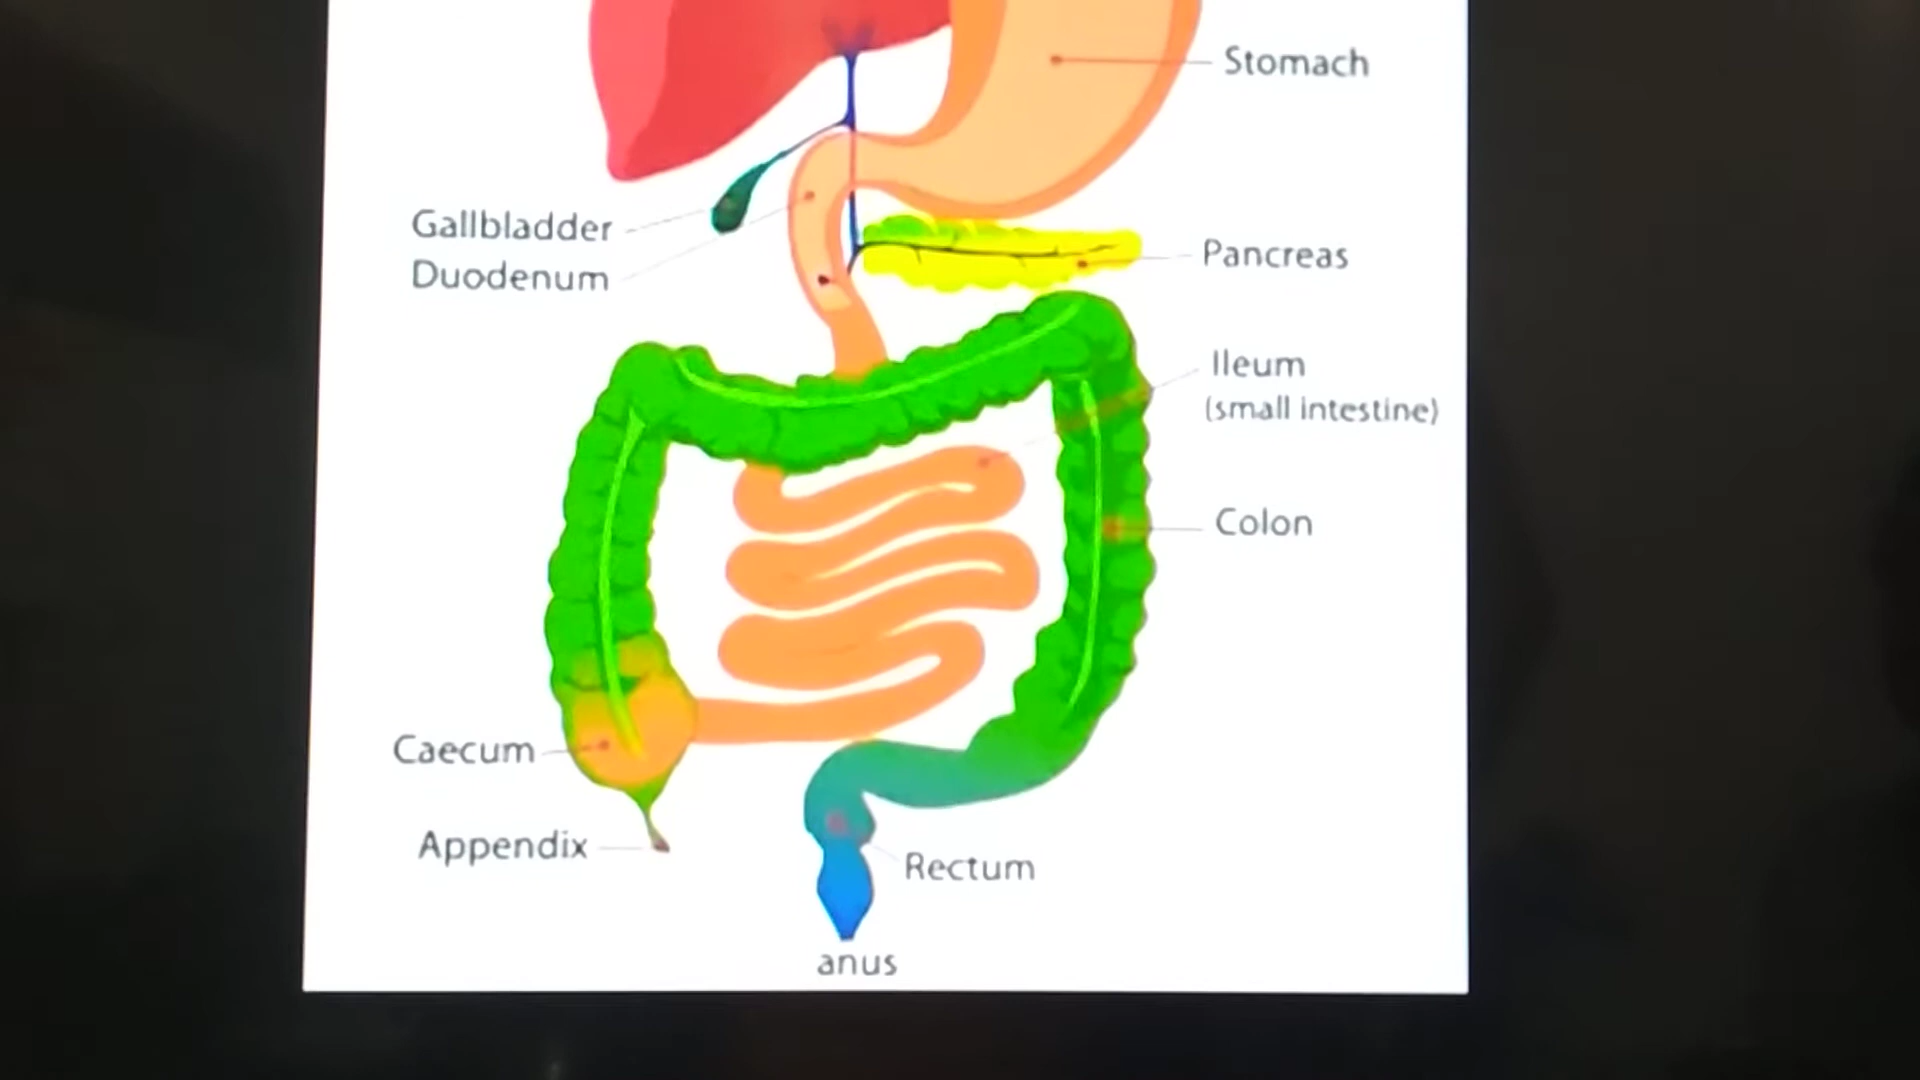 Stomach
Gallbladder
Duodenum
Pancreas
Ileum
(small intestine)
Colon
Caecum
Appendix
Rectum
anus